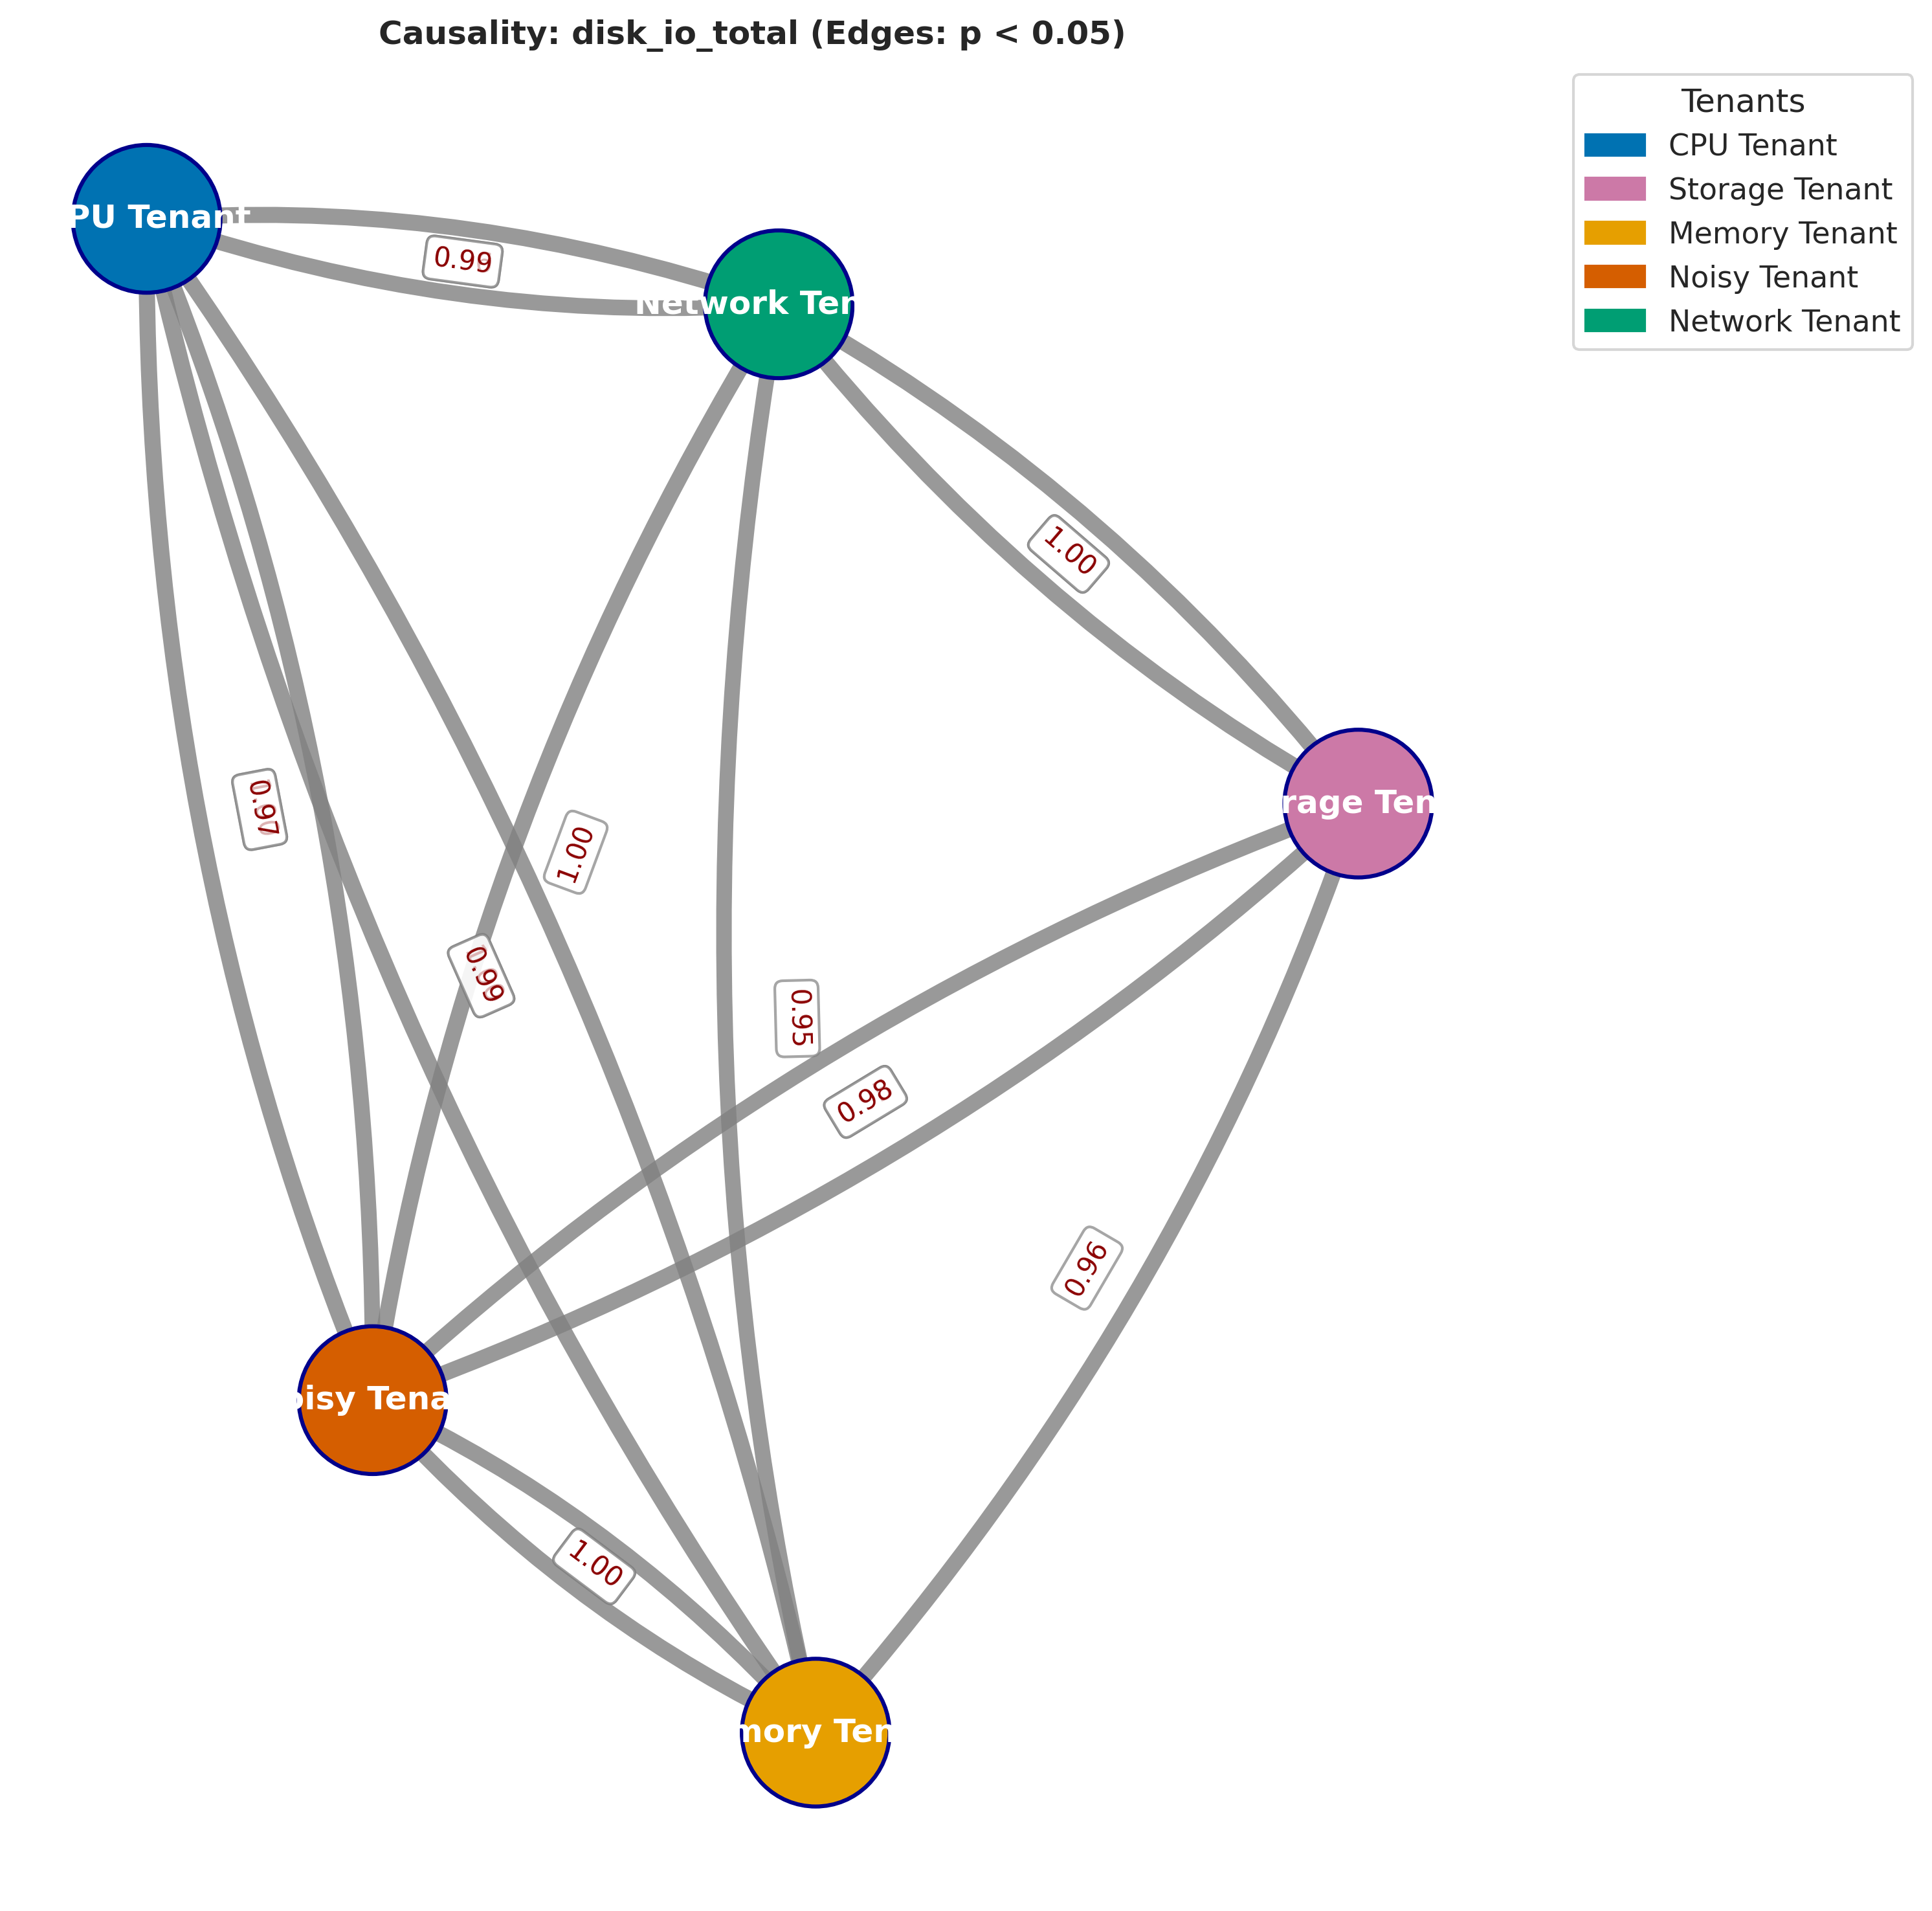 Causality: disk_io_total (Edges: p < 0.05)
Tenants
CPU Tenant
Storage Tenant
Memory Tenant
Noisy Tenant
Network Tenant
PU Tenant
Network Ten
rage Ten
oisy Tena
mory Ten
0.99
1.00
0.97
1.00
0.99
0.95
0.98
0.96
1.00